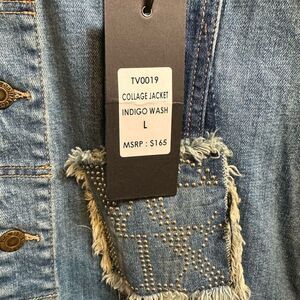 TV0019
COLLAGE JACKET
INDIGO WASH
L
MSRP : $165